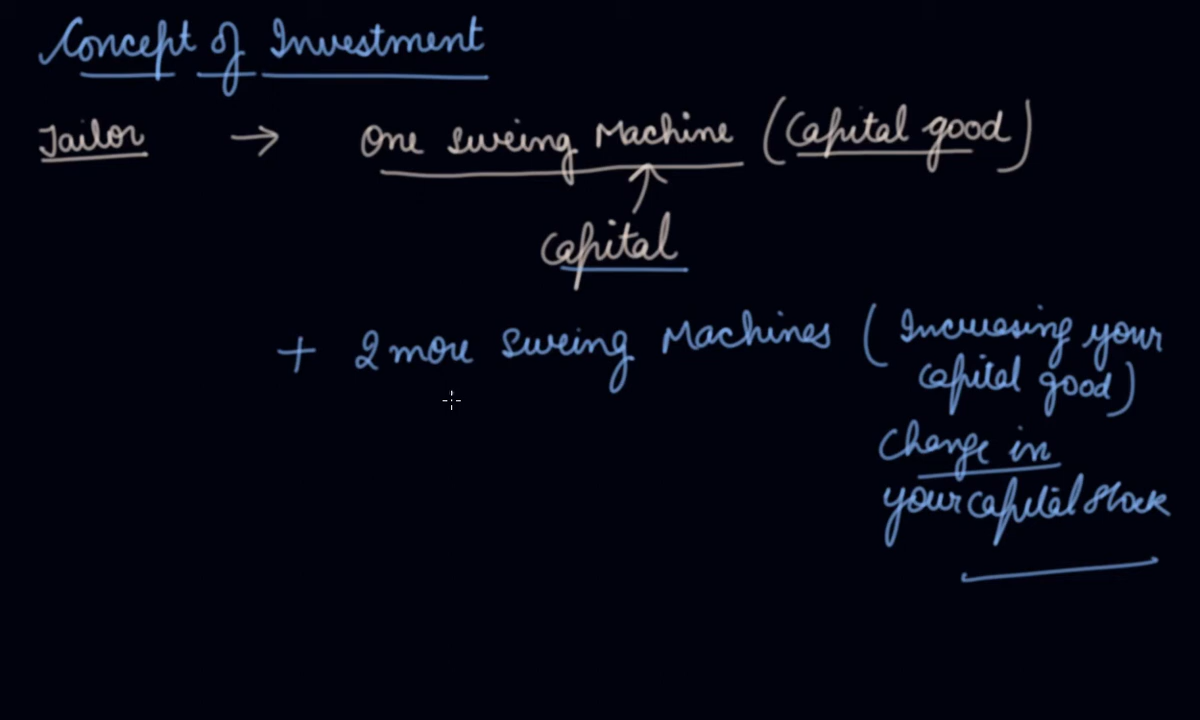 Concept of Investment
Tailor → One Sweing Machine (Capital good)
Capital
+ 2 more Sweing Machines (Increasing your
capital good)
Change in
your capital stock